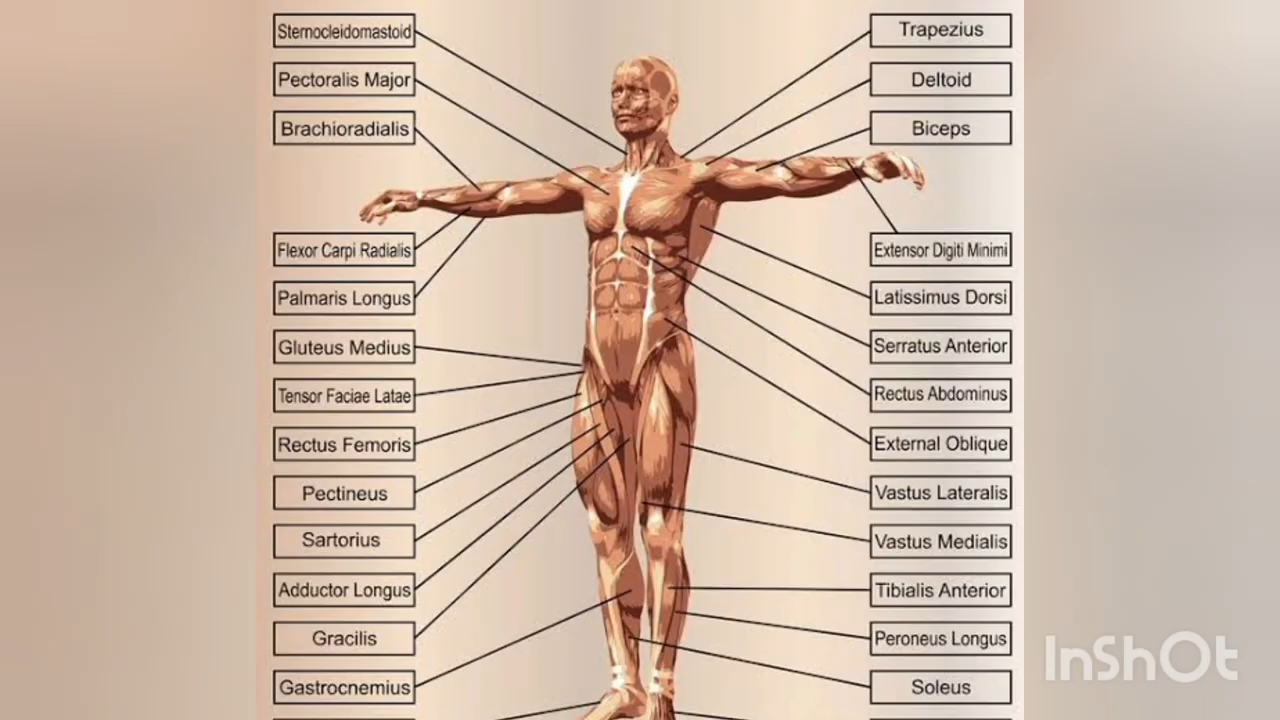 Sternocleidomastoid
Pectoralis Major
Brachioradialis
Flexor Carpi Radialis
Palmaris Longus
Gluteus Medius
Tensor Faciae Latae
Rectus Femoris
Pectineus
Sartorius
Adductor Longus
Gracilis
Gastrocnemius
Trapezius
Deltoid
Biceps
Extensor Digiti Minimi
Latissimus Dorsi
Serratus Anterior
Rectus Abdominus
External Oblique
Vastus Lateralis
Vastus Medialis
Tibialis Anterior
Peroneus Longus
Soleus
InShOt